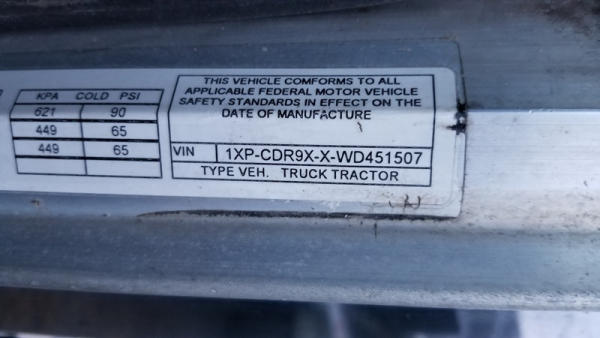 KPA COLD PSI
621 90
449 65
449 65
THIS VEHICLE CONFORMS TO ALL
APPLICABLE FEDERAL MOTOR VEHICLE
SAFETY STANDARDS IN EFFECT ON THE
DATE OF MANUFACTURE
VIN 1XP-CDR9X-X-WD451507
TYPE VEH. TRUCK TRACTOR